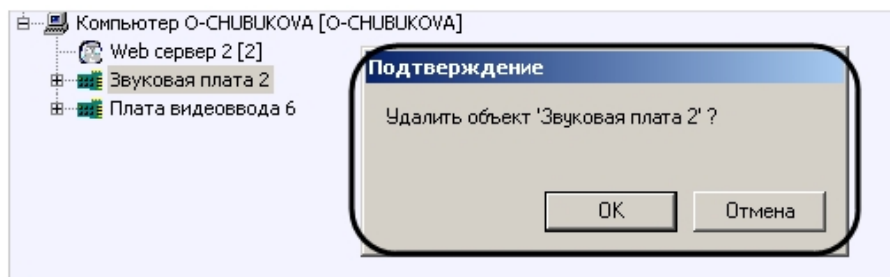 Компьютер O-CHUBUKOVA [O-CHUBUKOVA]
Web сервер 2 [2]
Звуковая плата 2
Плата видеоввода 6
Подтверждение
Удалить объект 'Звуковая плата 2' ?
OK
Отмена